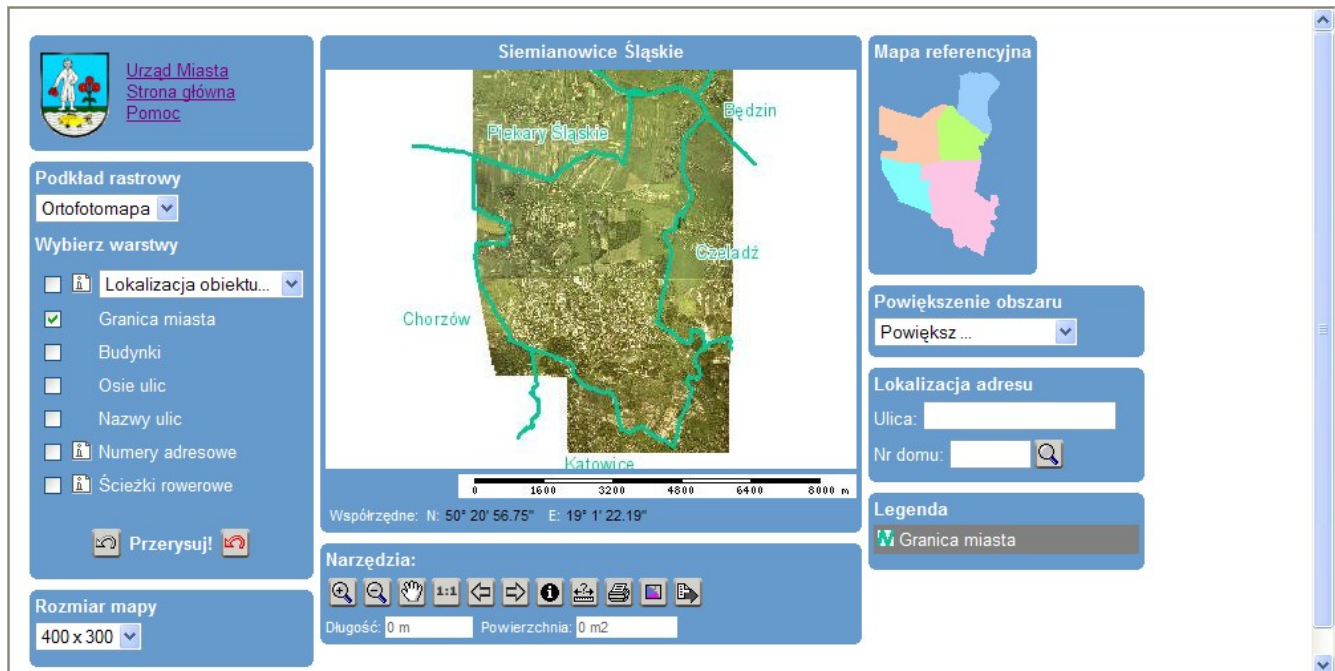 Urząd Miasta
Strona główna
Pomoc
Podkład rastrowy
Ortofotomapa
Wybierz warstwy
Lokalizacja obiektu...
Granica miasta
Budynki
Osie ulic
Nazwy ulic
Numery adresowe
Ścieżki rowerowe
Przerysuj!
Rozmiar mapy
400 x 300
Siemianowice Śląskie
Będzin
Piekary Śląskie
Czeladź
Chorzów
Katowice
0 1600 3200 4800 6400 8000 m
Współrzędne: N: 50° 20' 56.75" E: 19° 1' 22.19"
Narzędzia:
1:1
Długość: 0 m Powierzchnia: 0 m2
Mapa referencyjna
Powiększenie obszaru
Powiększ ...
Lokalizacja adresu
Ulica:
Nr domu:
Legenda
Granica miasta